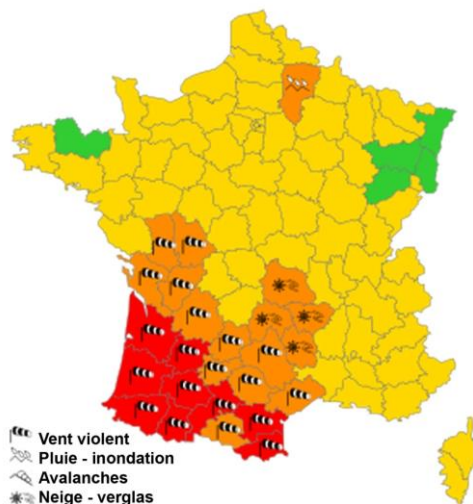 Vent violent
Pluie - inondation
Avalanches
Neige - verglas